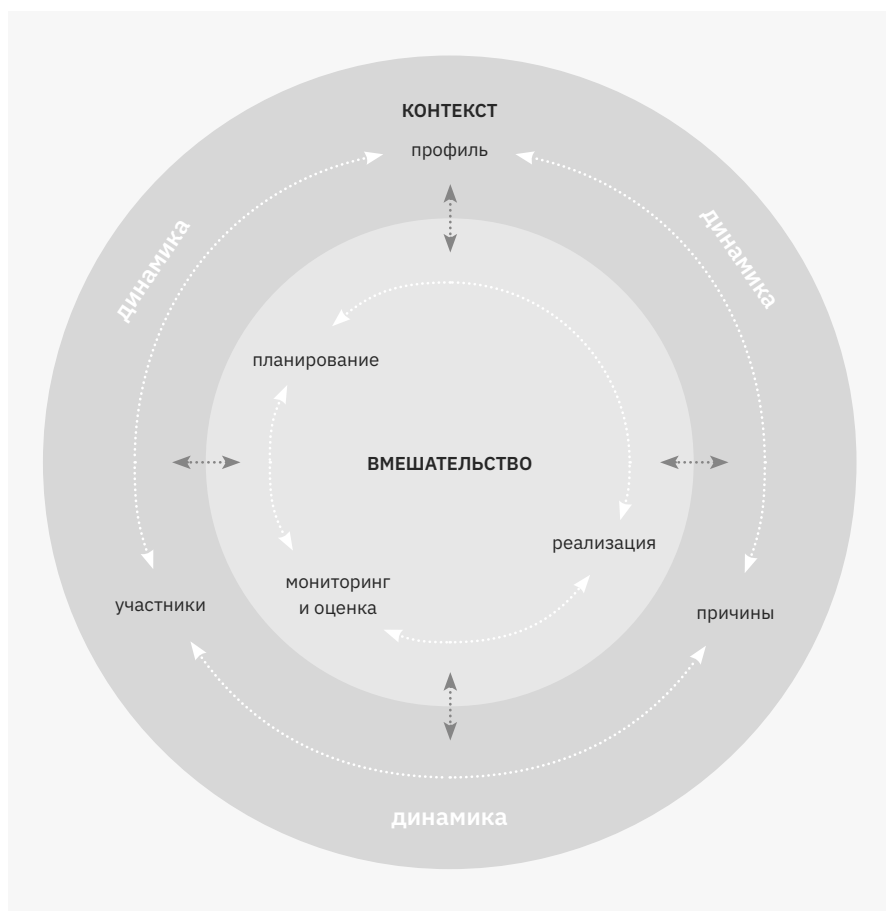 КОНТЕКСТ
профиль
динамика
динамика
планирование
ВМЕШАТЕЛЬСТВО
реализация
мониторинг
и оценка
участники
причины
динамика